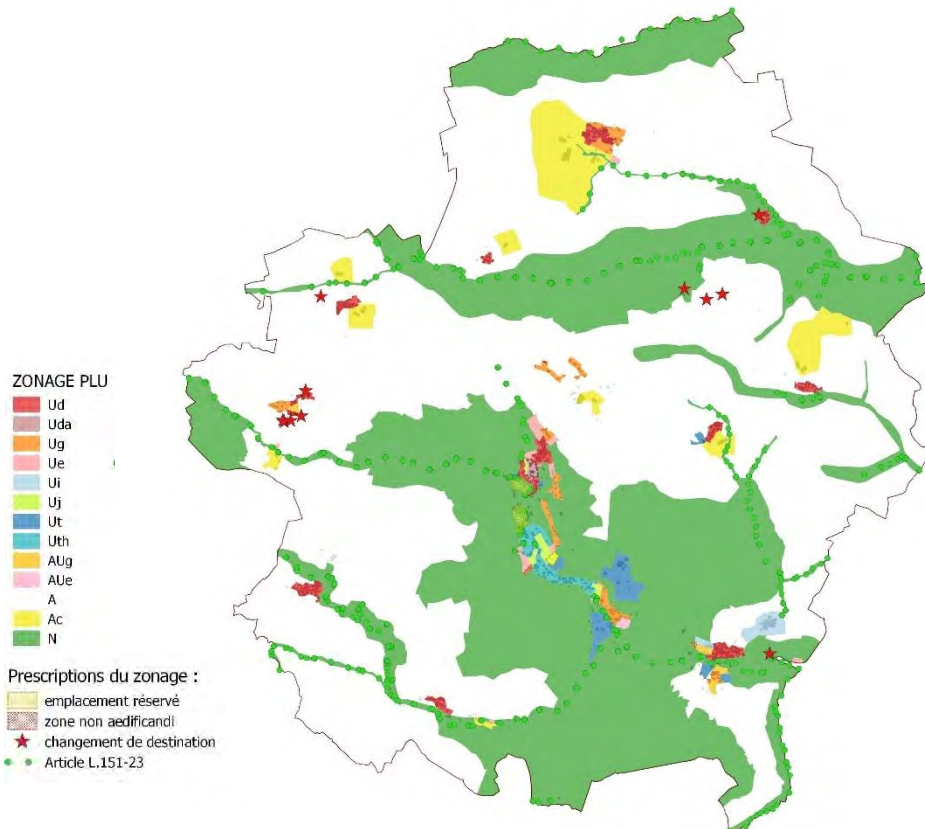 ZONAGE PLU
Ud
Uda
Ug
Ue
Ui
Uj
Ut
Uth
AUg
AUe
A
Ac
N
Prescriptions du zonage :
emplacement réservé
zone non aedificandi
changement de destination
Article L.151-23